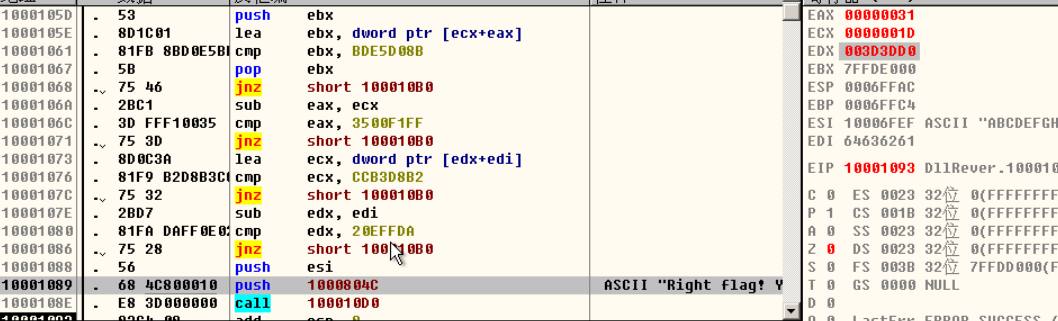 1000105D . 53 push ebx
1000105E . 8D1C01 lea ebx, dword ptr [ecx+eax]
10001061 . 81FB 8BD0E5BI cmp ebx, BDE5D08B
10001067 . 5B pop ebx
10001068 .v 75 46 jnz short 100010B0
1000106A . 2BC1 sub eax, ecx
1000106C . 3D FFF10035 cmp eax, 3500F1FF
10001071 .v 75 3D jnz short 100010B0
10001073 . 8D0C3A lea ecx, dword ptr [edx+edi]
10001076 . 81F9 B2D8B3C( cmp ecx, CCB3D8B2
1000107C .v 75 32 jnz short 100010B0
1000107E . 2BD7 sub edx, edi
10001080 . 81FA DAFF0E02 cmp edx, 20EFFDA
10001086 .v 75 28 jnz short 100010B0
10001088 . 56 push esi
10001089 . 68 4C800010 push 1000804C ASCII "Right flag! Y
1000108E . E8 3D000000 call 100010D0
EAX 00000031
ECX 0000001D
EDX 003D3DD0
EBX 7FFDE000
ESP 0006FFAC
EBP 0006FFC4
ESI 10006FEF ASCII "ABCDEFGH
EDI 64636261
EIP 10001093 DllRever.10001
C 0 ES 0023 32位 0(FFFFFFFF
P 1 CS 001B 32位 0(FFFFFFFF
A 0 SS 0023 32位 0(FFFFFFFF
Z 0 DS 0023 32位 0(FFFFFFFF
S 0 FS 003B 32位 7FFDD000(F
T 0 GS 0000 NULL
D 0